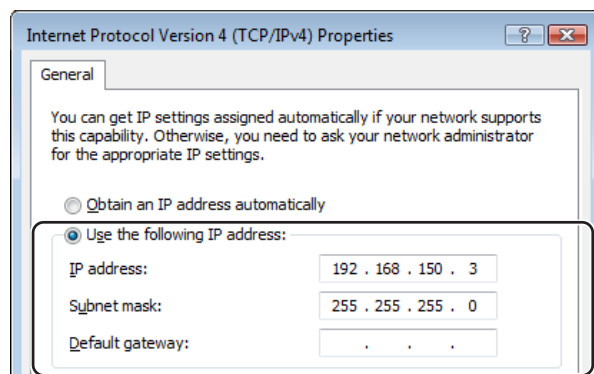 Internet Protocol Version 4 (TCP/IPv4) Properties
General
You can get IP settings assigned automatically if your network supports
this capability. Otherwise, you need to ask your network administrator
for the appropriate IP settings.
Obtain an IP address automatically
Use the following IP address:
IP address: 192 . 168 . 150 . 3
Subnet mask: 255 . 255 . 255 . 0
Default gateway: . . .